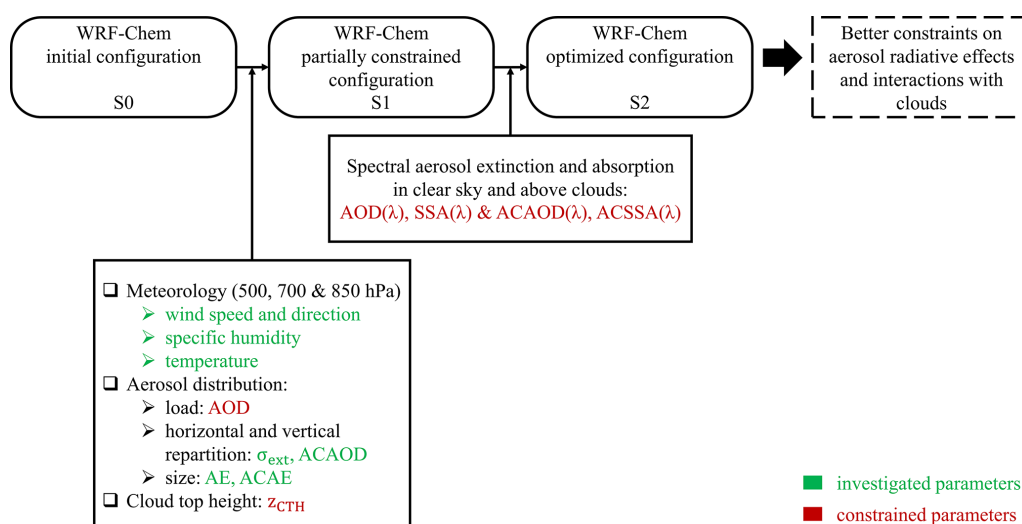 WRF-Chem
initial configuration
S0
WRF-Chem
partially constrained
configuration
S1
WRF-Chem
optimized configuration
S2
Better constraints on
aerosol radiative effects
and interactions with
clouds
Spectral aerosol extinction and absorption
in clear sky and above clouds:
AOD(λ), SSA(λ) & ACAOD(λ), ACSSA(λ)
❑ Meteorology (500, 700 & 850 hPa)
➢ wind speed and direction
➢ specific humidity
➢ temperature
❑ Aerosol distribution:
➢ load: AOD
➢ horizontal and vertical
repartition: σext, ACAOD
➢ size: AE, ACAE
❑ Cloud top height: zCTH
investigated parameters
constrained parameters